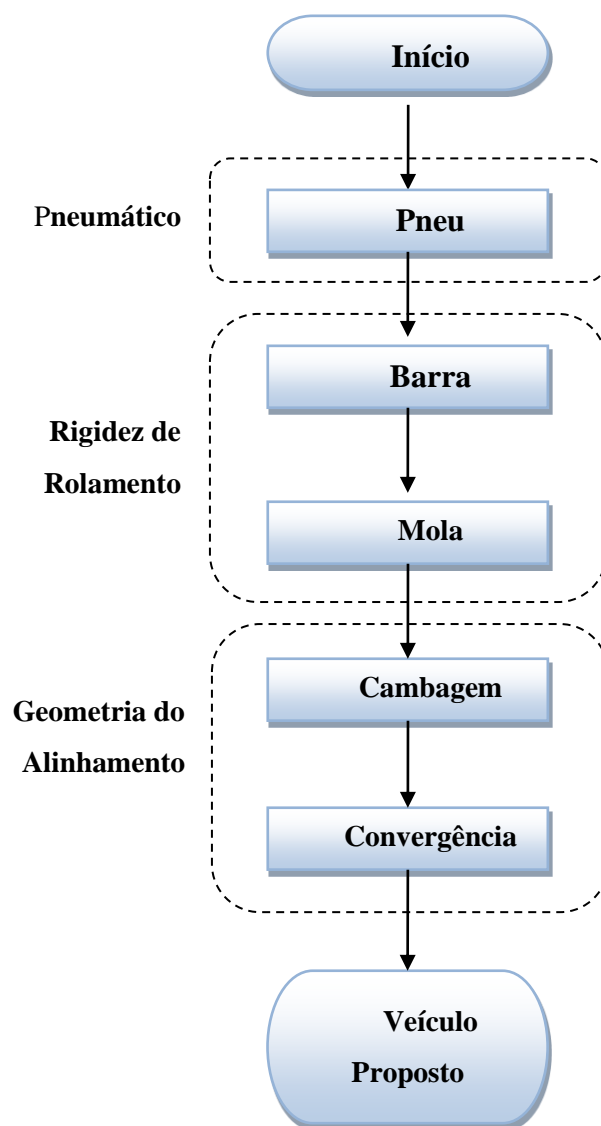 Início
Pneumático
Pneu
Barra
Rigidez de
Rolamento
Mola
Cambagem
Geometria do
Alinhamento
Convergência
Veículo
Proposto